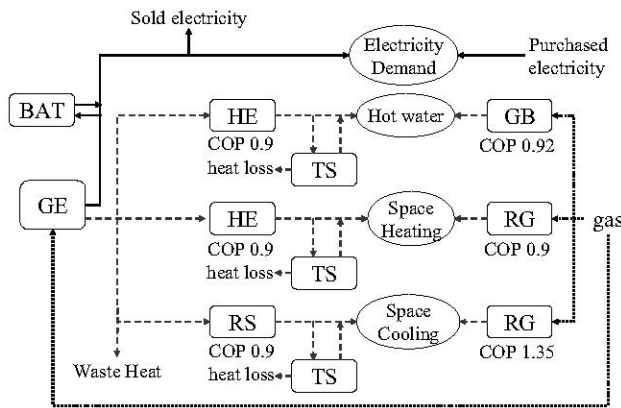 Sold electricity
Electricity
Demand
Purchased
electricity
BAT
HE
COP 0.9
heat loss
TS
Hot water
GB
COP 0.92
GE
HE
COP 0.9
heat loss
TS
Space
Heating
RG
COP 0.9
gas
RS
COP 0.9
heat loss
TS
Space
Cooling
RG
COP 1.35
Waste Heat